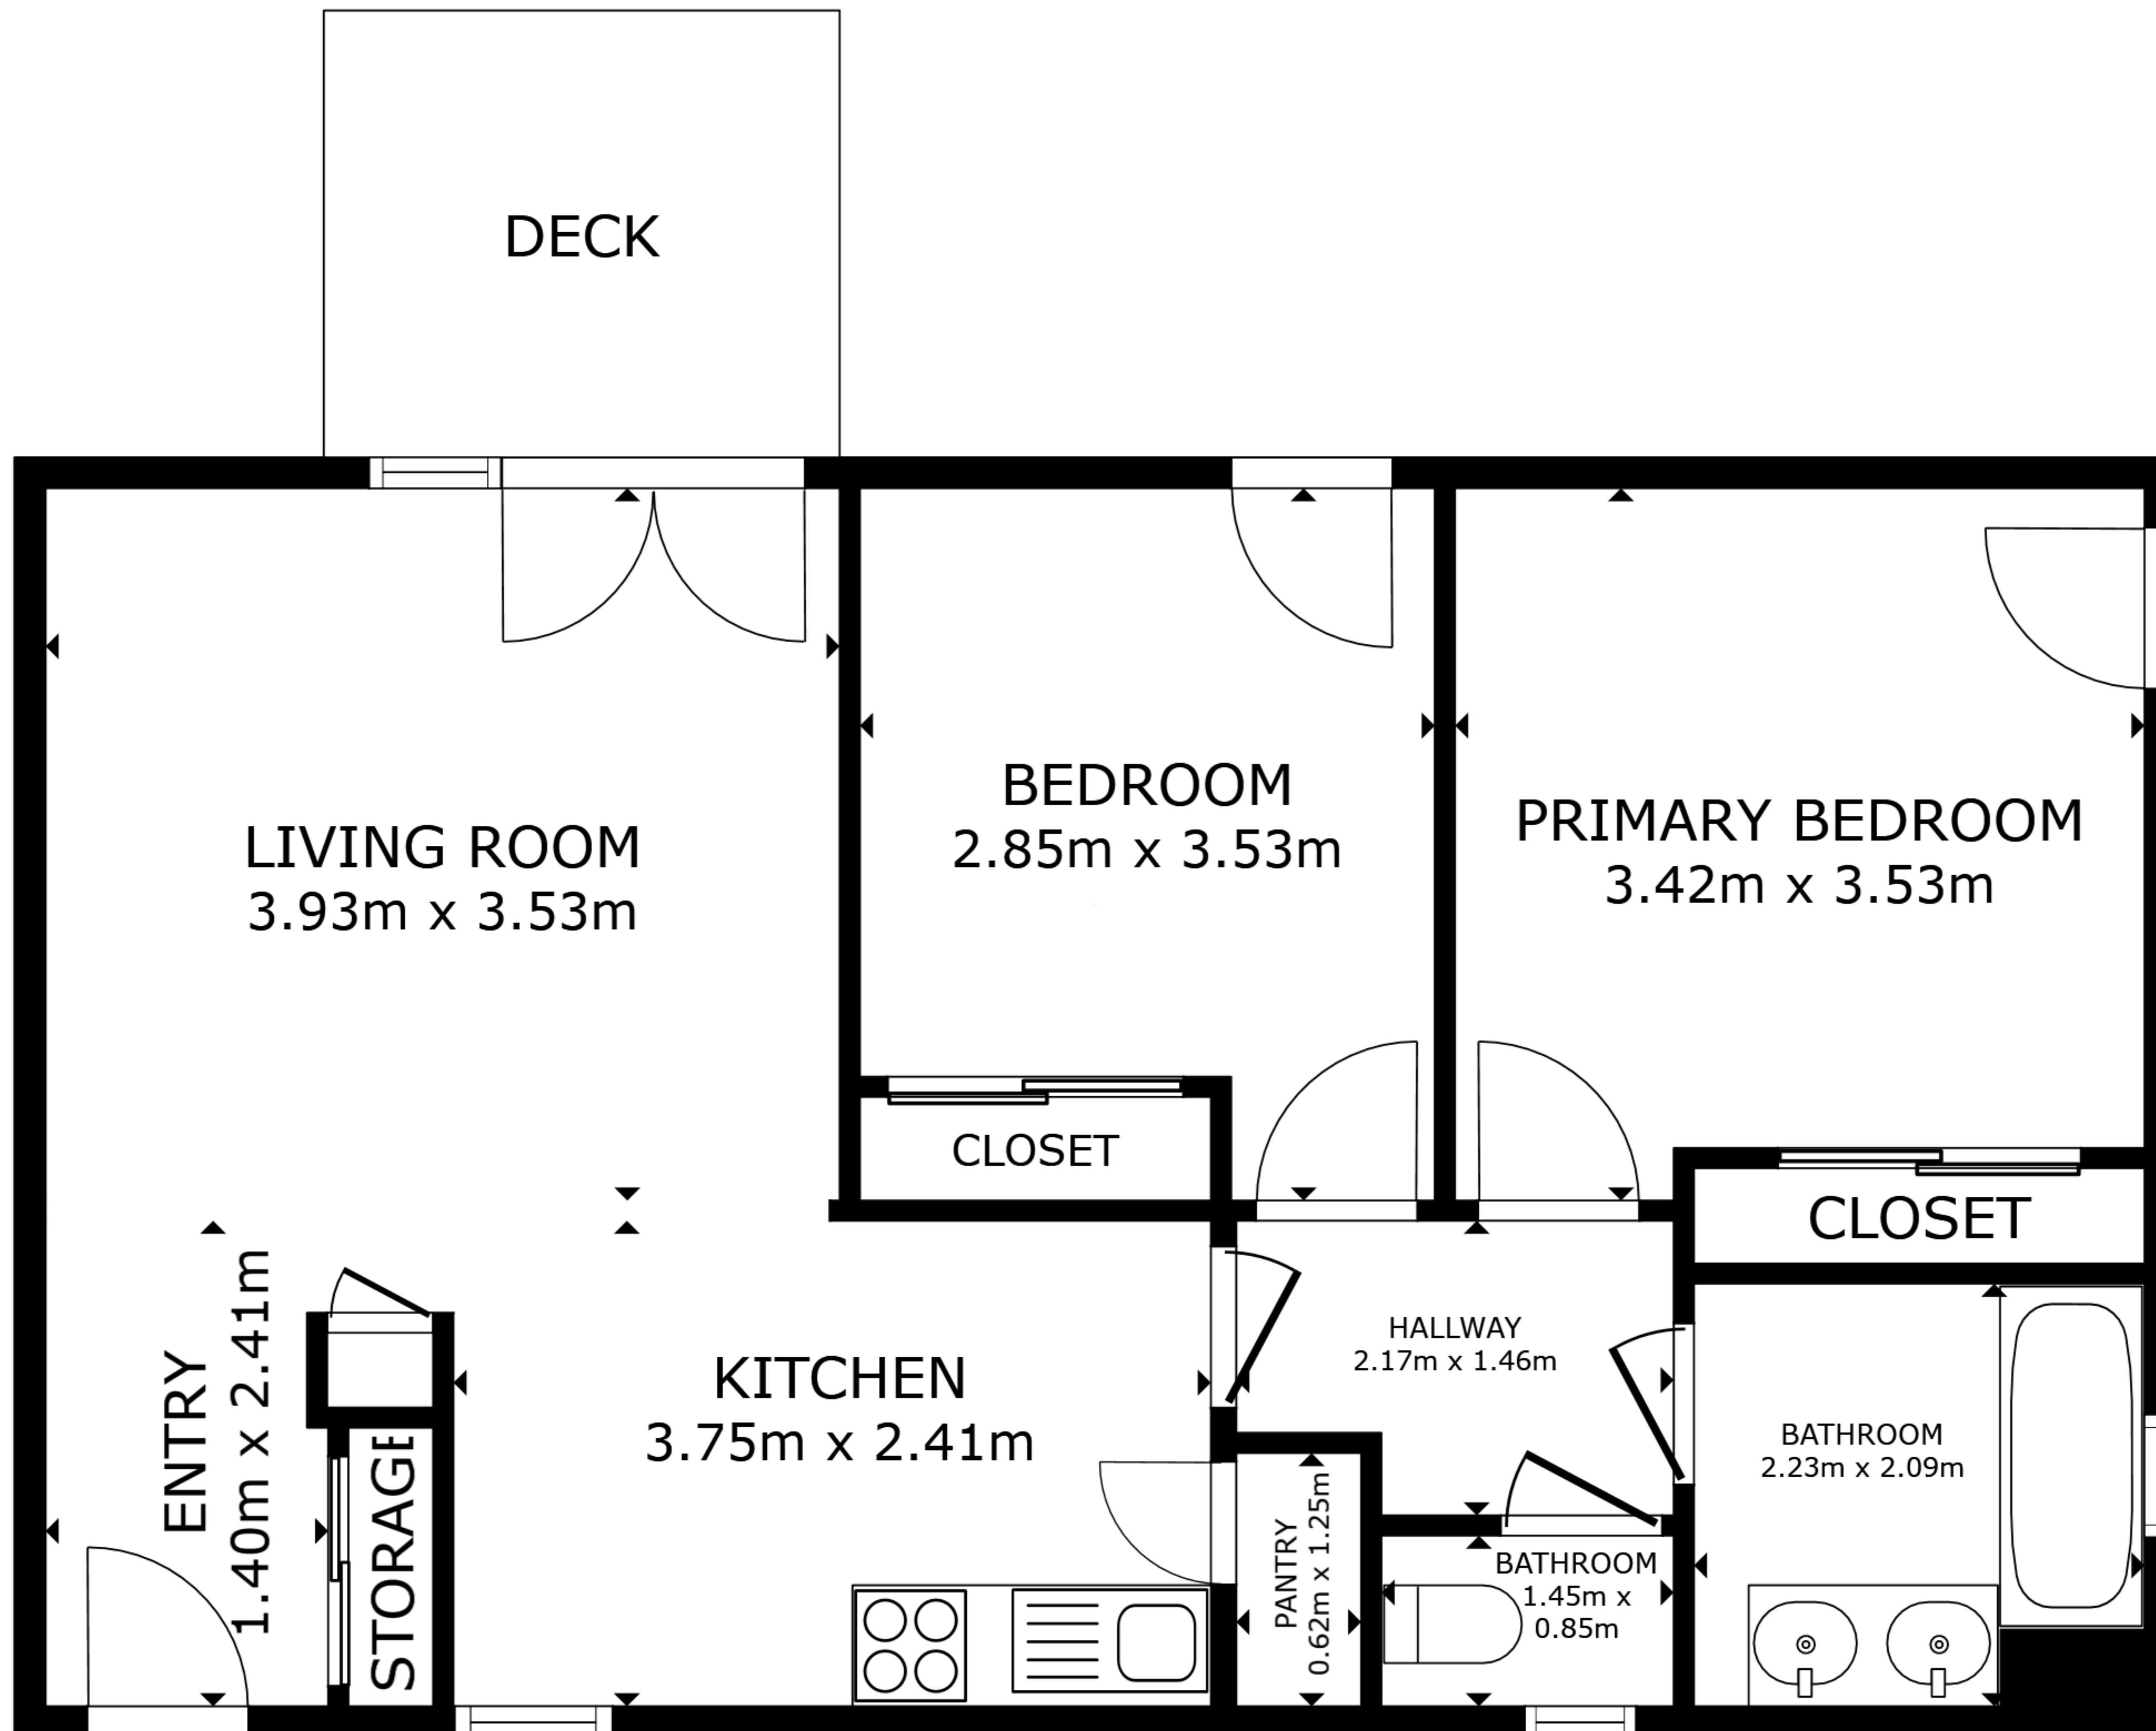 DECK
LIVING ROOM
3.93m x 3.53m
BEDROOM
2.85m x 3.53m
PRIMARY BEDROOM
3.42m x 3.53m
CLOSET
CLOSET
ENTRY
1.40m x 2.41m
STORAGE
KITCHEN
3.75m x 2.41m
HALLWAY
2.17m x 1.46m
PANTRY
0.62m x 1.25m
BATHROOM
1.45m x
0.85m
BATHROOM
2.23m x 2.09m